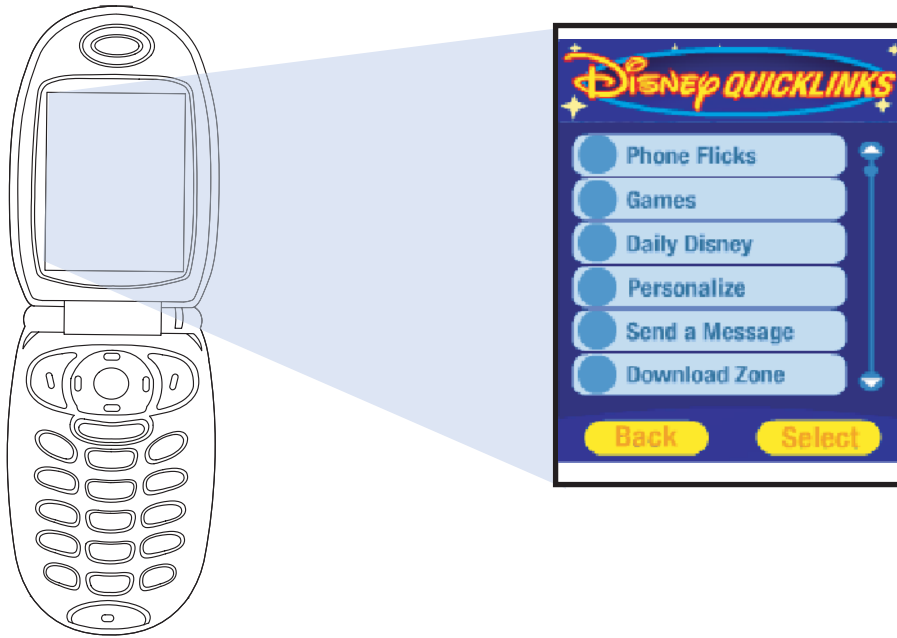 Disney QUICKLINKS
Phone Flicks
Games
Daily Disney
Personalize
Send a Message
Download Zone
Back Select